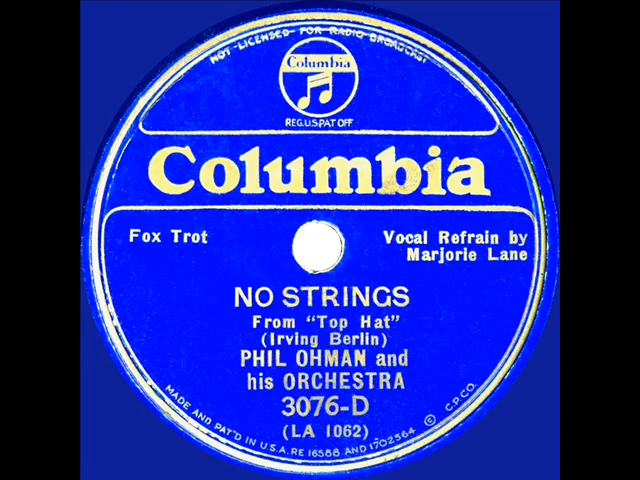 NOT-LICENSED-FOR RADIO BROADCAST
Columbia
REG.U.S.PAT OFF
Columbia
Fox Trot
Vocal Refrain by
Marjorie Lane
NO STRINGS
From "Top Hat"
(Irving Berlin)
PHIL OHMAN and
his ORCHESTRA
3076-D
(LA 1062)
MADE AND PAT'D IN U.S.A. RE 16588 AND 1702564 © C.P.CO.